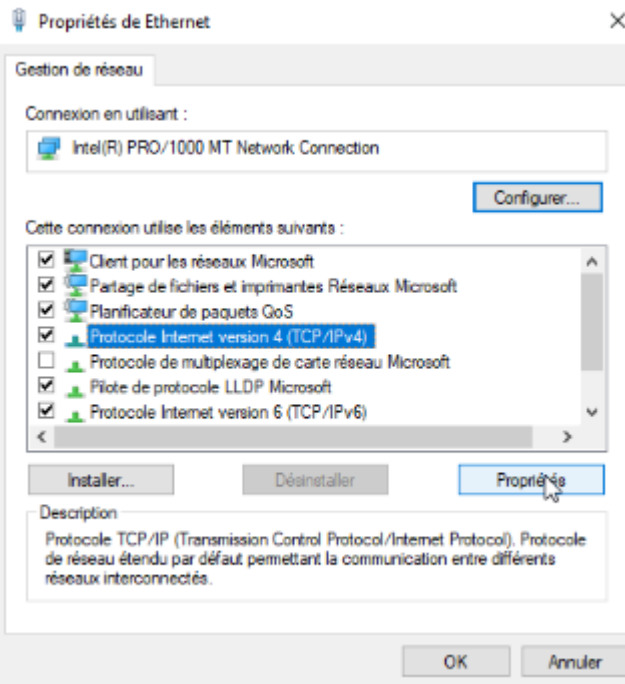 Propriétés de Ethernet
Gestion de réseau
Connexion en utilisant :
Intel(R) PRO/1000 MT Network Connection
Configurer...
Cette connexion utilise les éléments suivants :
Client pour les réseaux Microsoft
Partage de fichiers et imprimantes Réseaux Microsoft
Planificateur de paquets QoS
Protocole Internet version 4 (TCP/IPv4)
Protocole de multiplexage de carte réseau Microsoft
Pilote de protocole LLDP Microsoft
Protocole Internet version 6 (TCP/IPv6)
Installer... Désinstaller Propriétés
Description
Protocole TCP/IP (Transmission Control Protocol/Internet Protocol). Protocole
de réseau étendu par défaut permettant la communication entre différents
réseaux interconnectés.
OK Annuler